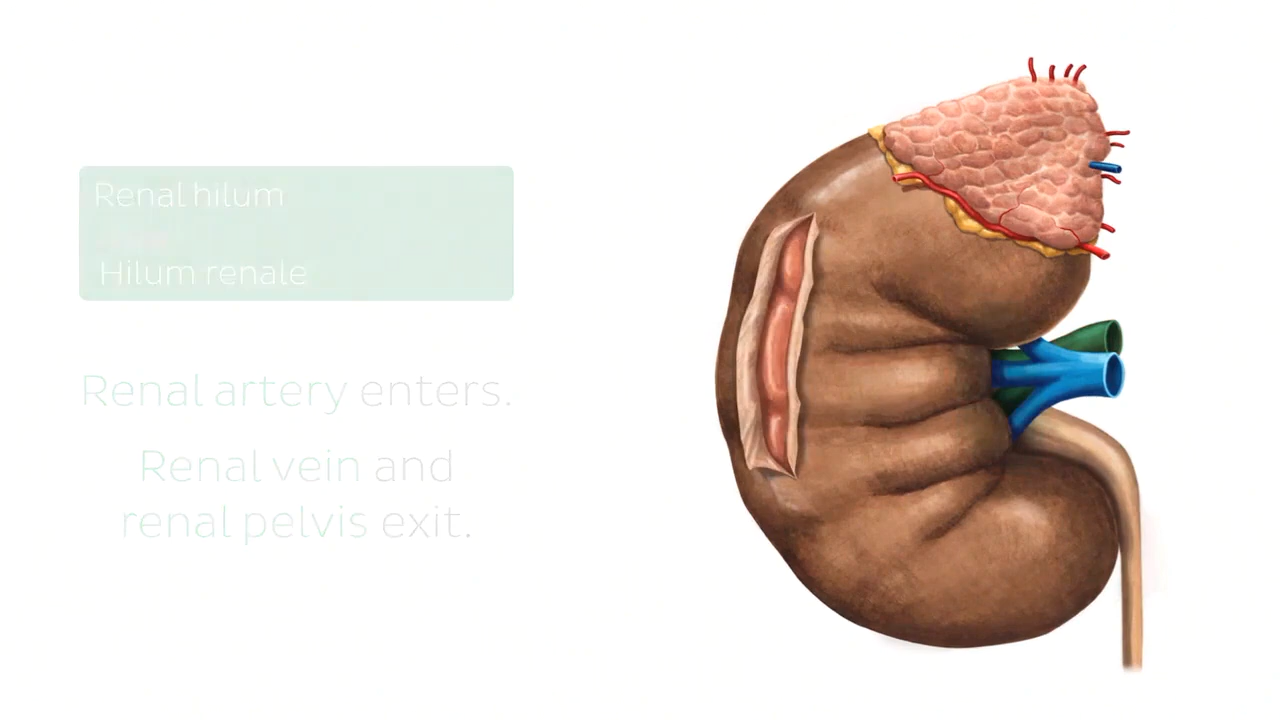 Renal hilum
Hilum renale
Renal artery enters.
Renal vein and
renal pelvis exit.